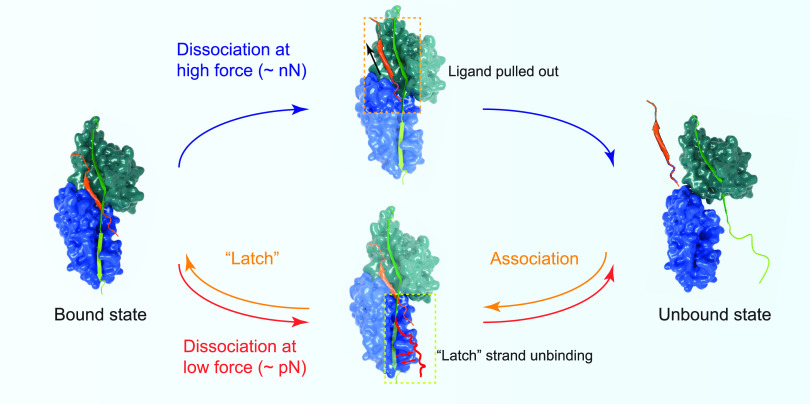 Dissociation at
high force (~ nN)
Ligand pulled out
“Latch”
Association
Bound state
Unbound state
Dissociation at
low force (~ pN)
“Latch” strand unbinding